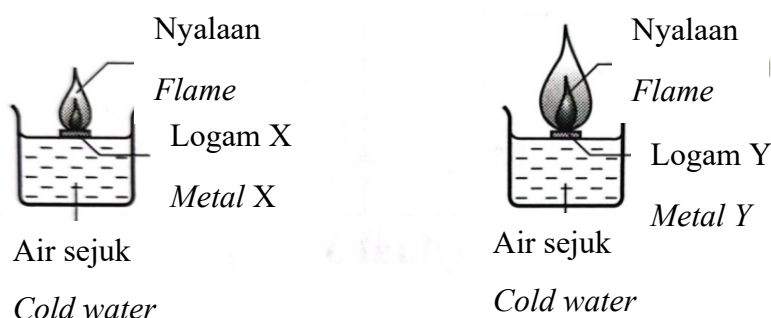 Nyalaan
Flame
Logam X
Metal X
Air sejuk
Cold water
Nyalaan
Flame
Logam Y
Metal Y
Air sejuk
Cold water